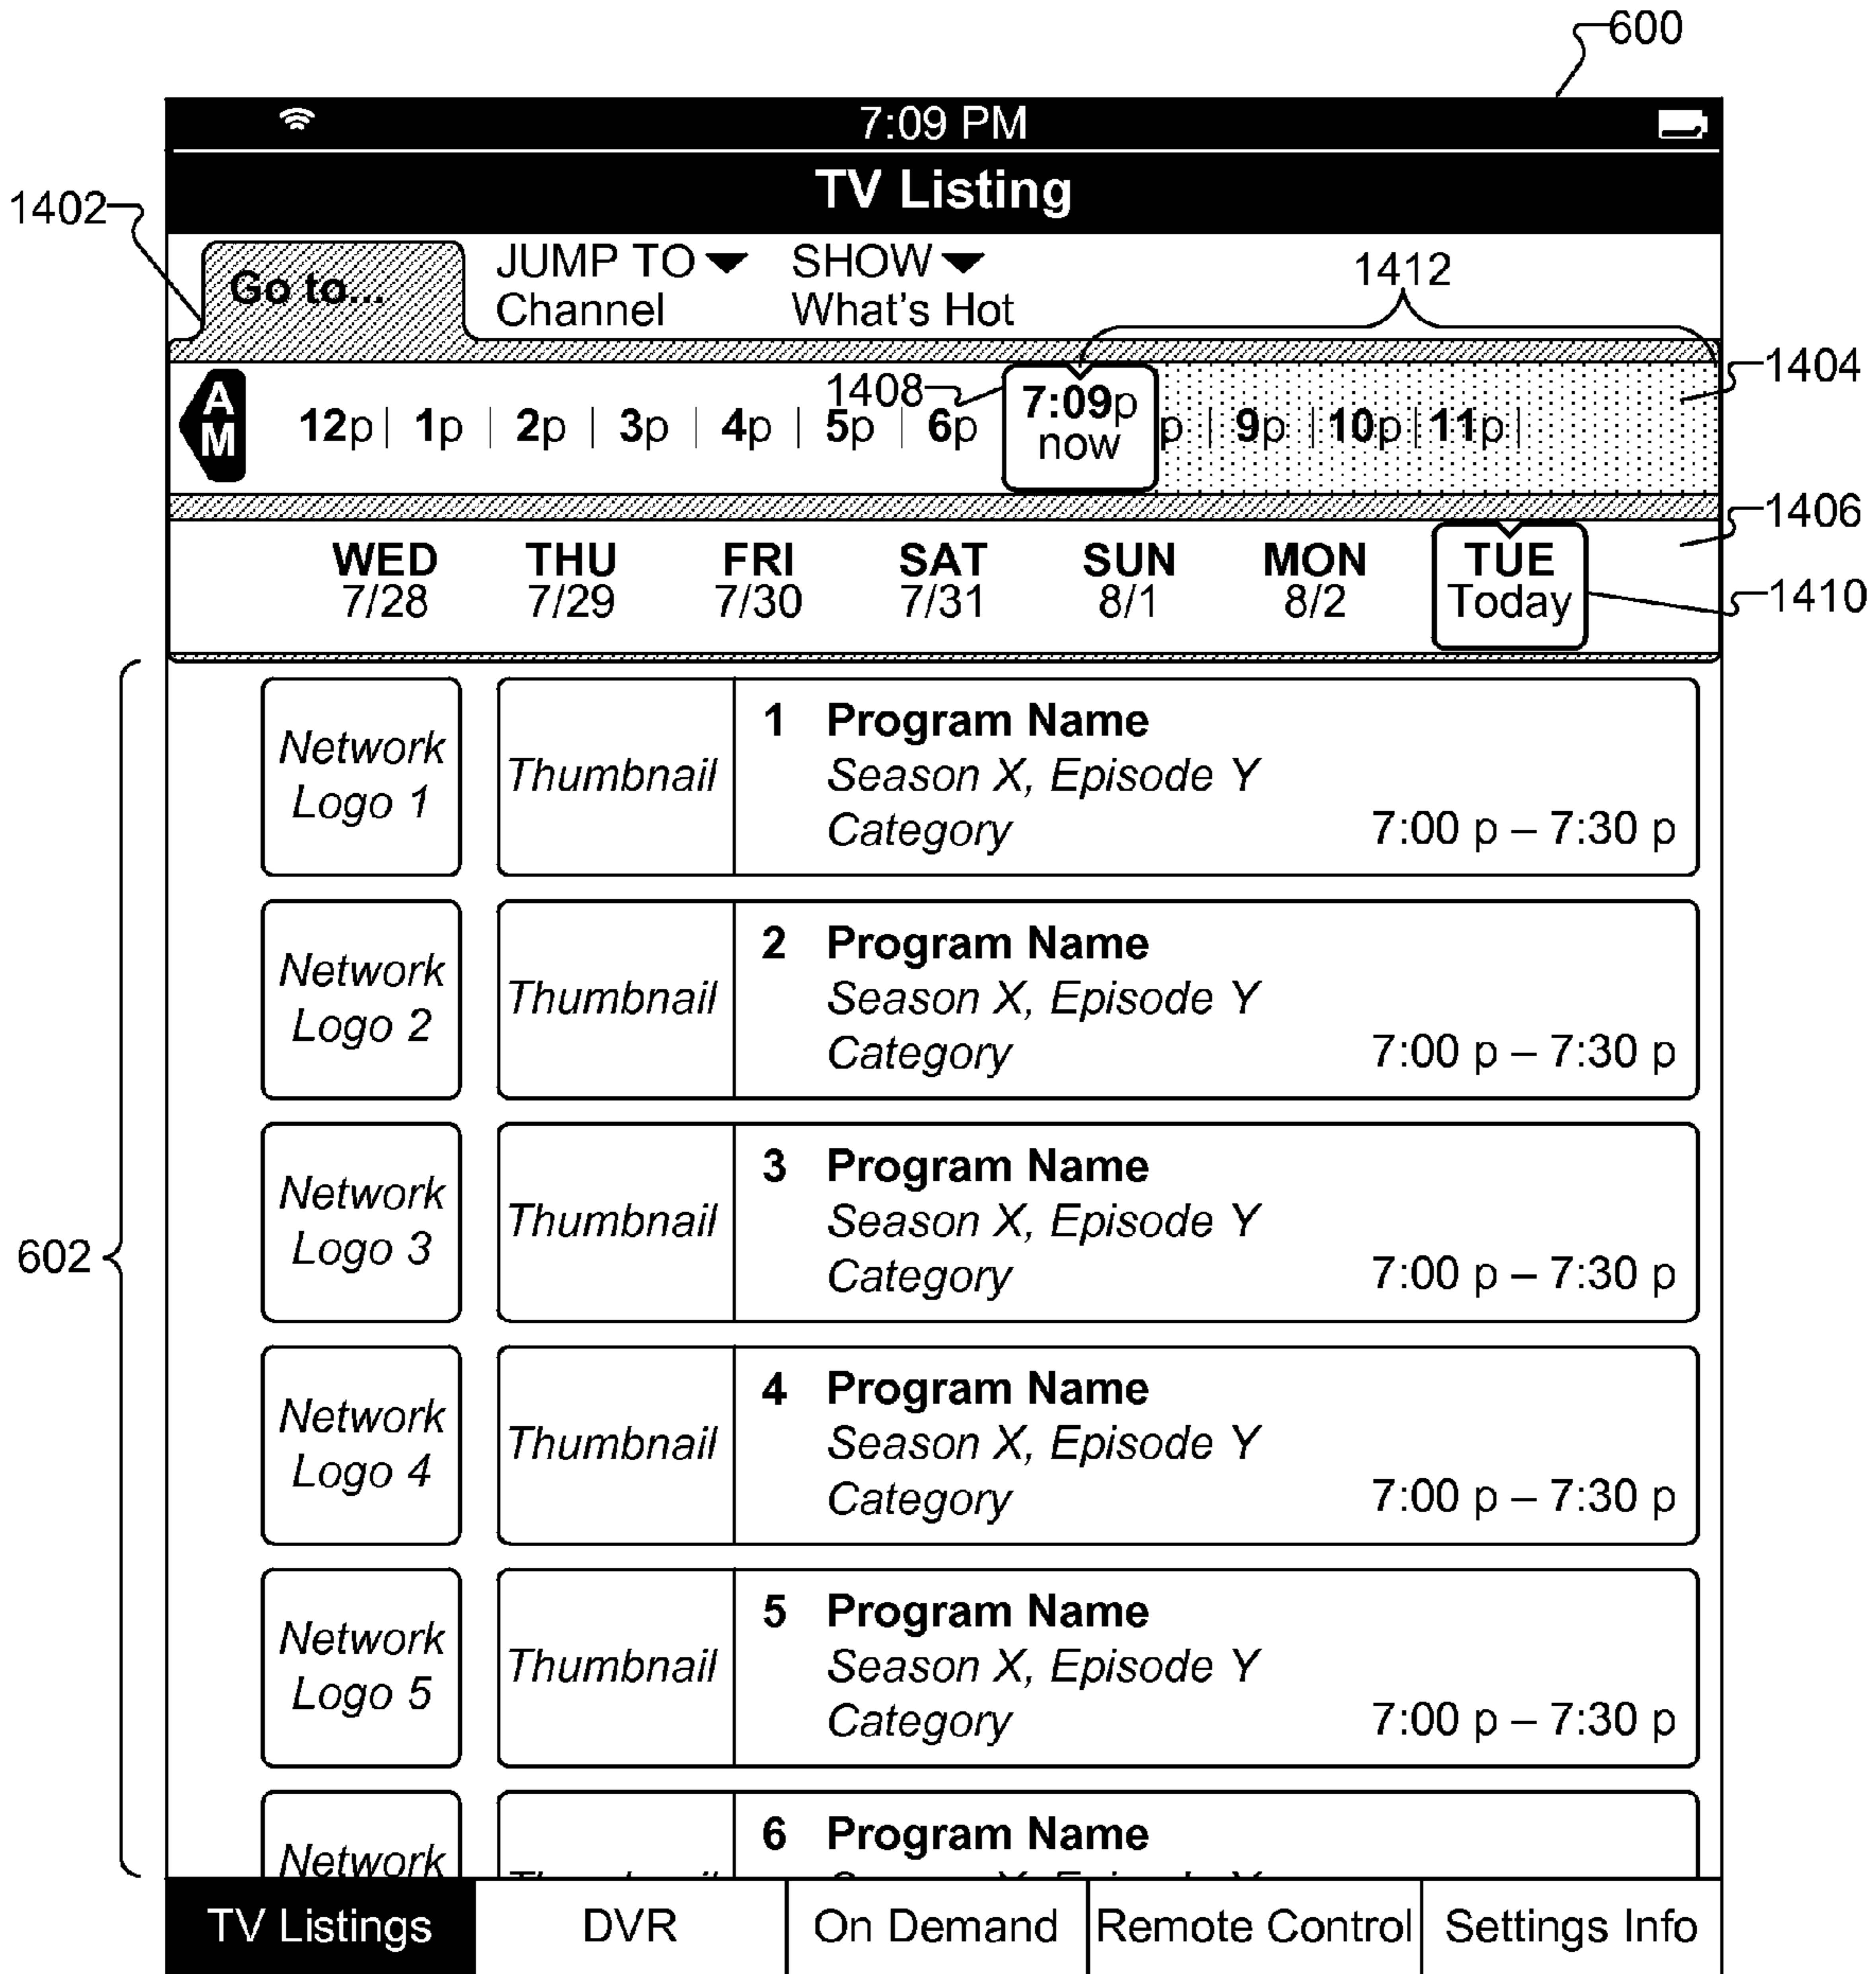 600
7:09 PM
TV Listing
1402
Go to...
JUMP TO SHOW
Channel What's Hot
1412
1404
AM
12p | 1p | 2p | 3p | 4p | 5p | 6p
1408
7:09p
now
p | 9p | 10p | 11p |
1406
WED THU FRI SAT SUN MON TUE
7/28 7/29 7/30 7/31 8/1 8/2 Today
1410
602
Network
Logo 1
Thumbnail
1 Program Name
Season X, Episode Y
Category 7:00 p – 7:30 p
Network
Logo 2
Thumbnail
2 Program Name
Season X, Episode Y
Category 7:00 p – 7:30 p
Network
Logo 3
Thumbnail
3 Program Name
Season X, Episode Y
Category 7:00 p – 7:30 p
Network
Logo 4
Thumbnail
4 Program Name
Season X, Episode Y
Category 7:00 p – 7:30 p
Network
Logo 5
Thumbnail
5 Program Name
Season X, Episode Y
Category 7:00 p – 7:30 p
Network
6 Program Name
TV Listings DVR On Demand Remote Control Settings Info